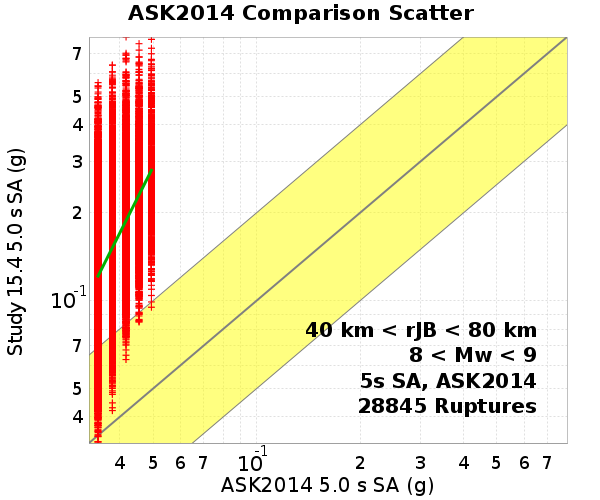 ASK2014 Comparison Scatter
Study 15.4 5.0 s SA (g)
7
5
4
3
2
10-1
7
5
4
40 km < rJB < 80 km
8 < Mw < 9
5s SA, ASK2014
28845 Ruptures
4 5 6 7 10-1 2 3 4 5 6 7
ASK2014 5.0 s SA (g)